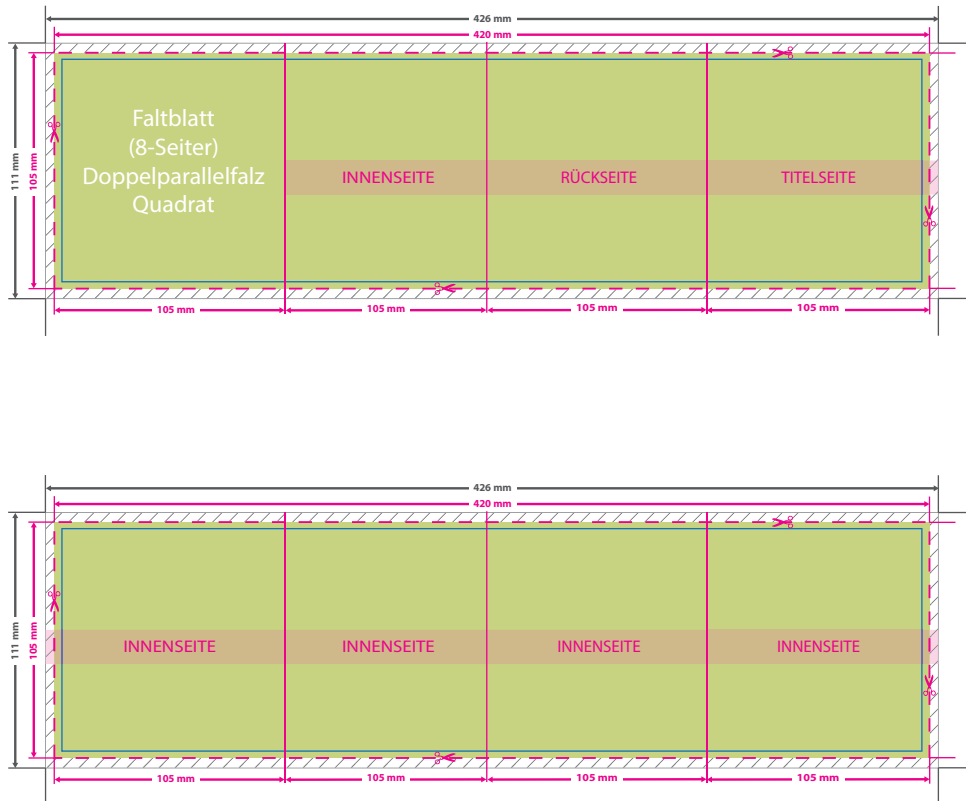 426 mm
420 mm
111 mm
105 mm
Faltblatt
(8-Seiter)
Doppelparallelfalz
Quadrat
INNENSEITE
RÜCKSEITE
TITELSEITE
105 mm
105 mm
105 mm
105 mm
426 mm
420 mm
111 mm
105 mm
INNENSEITE
INNENSEITE
INNENSEITE
INNENSEITE
105 mm
105 mm
105 mm
105 mm